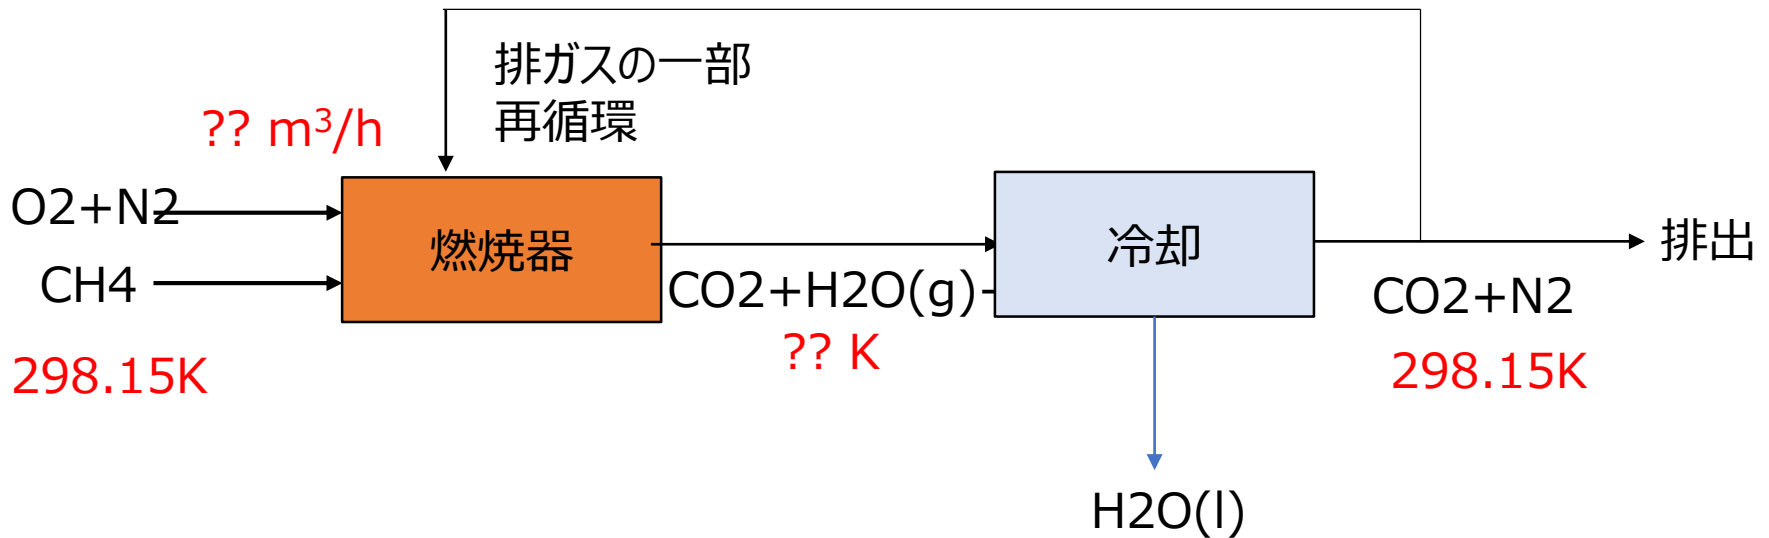 排ガスの一部
再循環
?? m³/h
O2+N2
燃焼器
冷却
排出
CH4
CO2+H2O(g)
CO2+N2
?? K
298.15K
298.15K
H2O(l)